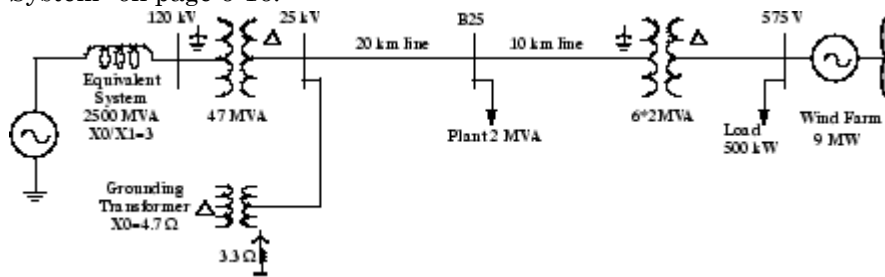 System" on page 6-10.
120 kV
25 kV
B25
575 V
20 km line
10 km line
Equivalent
System
2500 MVA
X0/X1=3
47 MVA
Plant 2 MVA
6*2MVA
Load
500 kW
Wind Farm
9 MW
Grounding
Transformer
X0=4.7 Ω
3.3 Ω